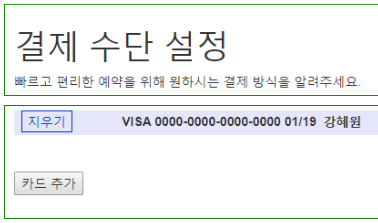 결제 수단 설정
빠르고 편리한 예약을 위해 원하시는 결제 방식을 알려주세요.
지우기 VISA 0000-0000-0000-0000 01/19 강혜원
카드 추가